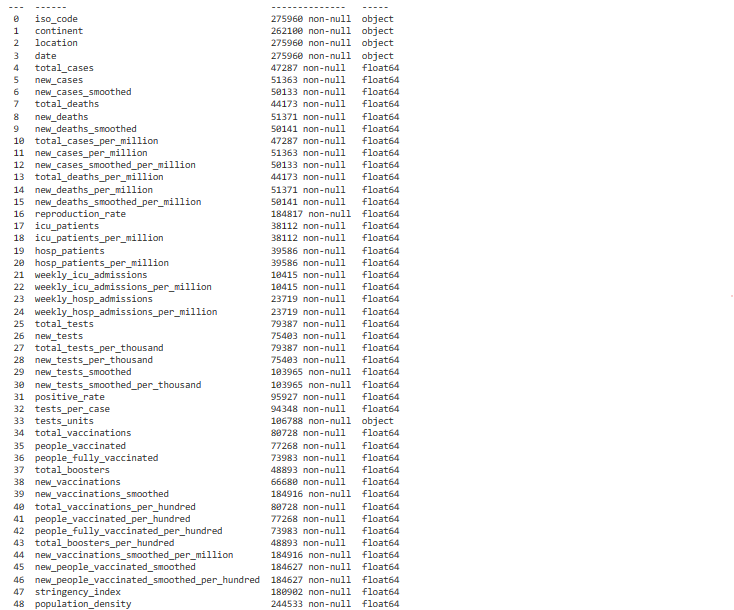 --- ------ -------------- -----
0 iso_code 275960 non-null object
1 continent 262100 non-null object
2 location 275960 non-null object
3 date 275960 non-null object
4 total_cases 47287 non-null float64
5 new_cases 51363 non-null float64
6 new_cases_smoothed 50133 non-null float64
7 total_deaths 44173 non-null float64
8 new_deaths 51371 non-null float64
9 new_deaths_smoothed 50141 non-null float64
10 total_cases_per_million 47287 non-null float64
11 new_cases_per_million 51363 non-null float64
12 new_cases_smoothed_per_million 50133 non-null float64
13 total_deaths_per_million 44173 non-null float64
14 new_deaths_per_million 51371 non-null float64
15 new_deaths_smoothed_per_million 50141 non-null float64
16 reproduction_rate 184817 non-null float64
17 icu_patients 38112 non-null float64
18 icu_patients_per_million 38112 non-null float64
19 hosp_patients 39586 non-null float64
20 hosp_patients_per_million 39586 non-null float64
21 weekly_icu_admissions 10415 non-null float64
22 weekly_icu_admissions_per_million 10415 non-null float64
23 weekly_hosp_admissions 23719 non-null float64
24 weekly_hosp_admissions_per_million 23719 non-null float64
25 total_tests 79387 non-null float64
26 new_tests 75403 non-null float64
27 total_tests_per_thousand 79387 non-null float64
28 new_tests_per_thousand 75403 non-null float64
29 new_tests_smoothed 103965 non-null float64
30 new_tests_smoothed_per_thousand 103965 non-null float64
31 positive_rate 95927 non-null float64
32 tests_per_case 94348 non-null float64
33 tests_units 106788 non-null object
34 total_vaccinations 80728 non-null float64
35 people_vaccinated 77268 non-null float64
36 people_fully_vaccinated 73983 non-null float64
37 total_boosters 48893 non-null float64
38 new_vaccinations 66680 non-null float64
39 new_vaccinations_smoothed 184916 non-null float64
40 total_vaccinations_per_hundred 80728 non-null float64
41 people_vaccinated_per_hundred 77268 non-null float64
42 people_fully_vaccinated_per_hundred 73983 non-null float64
43 total_boosters_per_hundred 48893 non-null float64
44 new_vaccinations_smoothed_per_million 184916 non-null float64
45 new_people_vaccinated_smoothed 184627 non-null float64
46 new_people_vaccinated_smoothed_per_hundred 184627 non-null float64
47 stringency_index 180902 non-null float64
48 population_density 244533 non-null float64